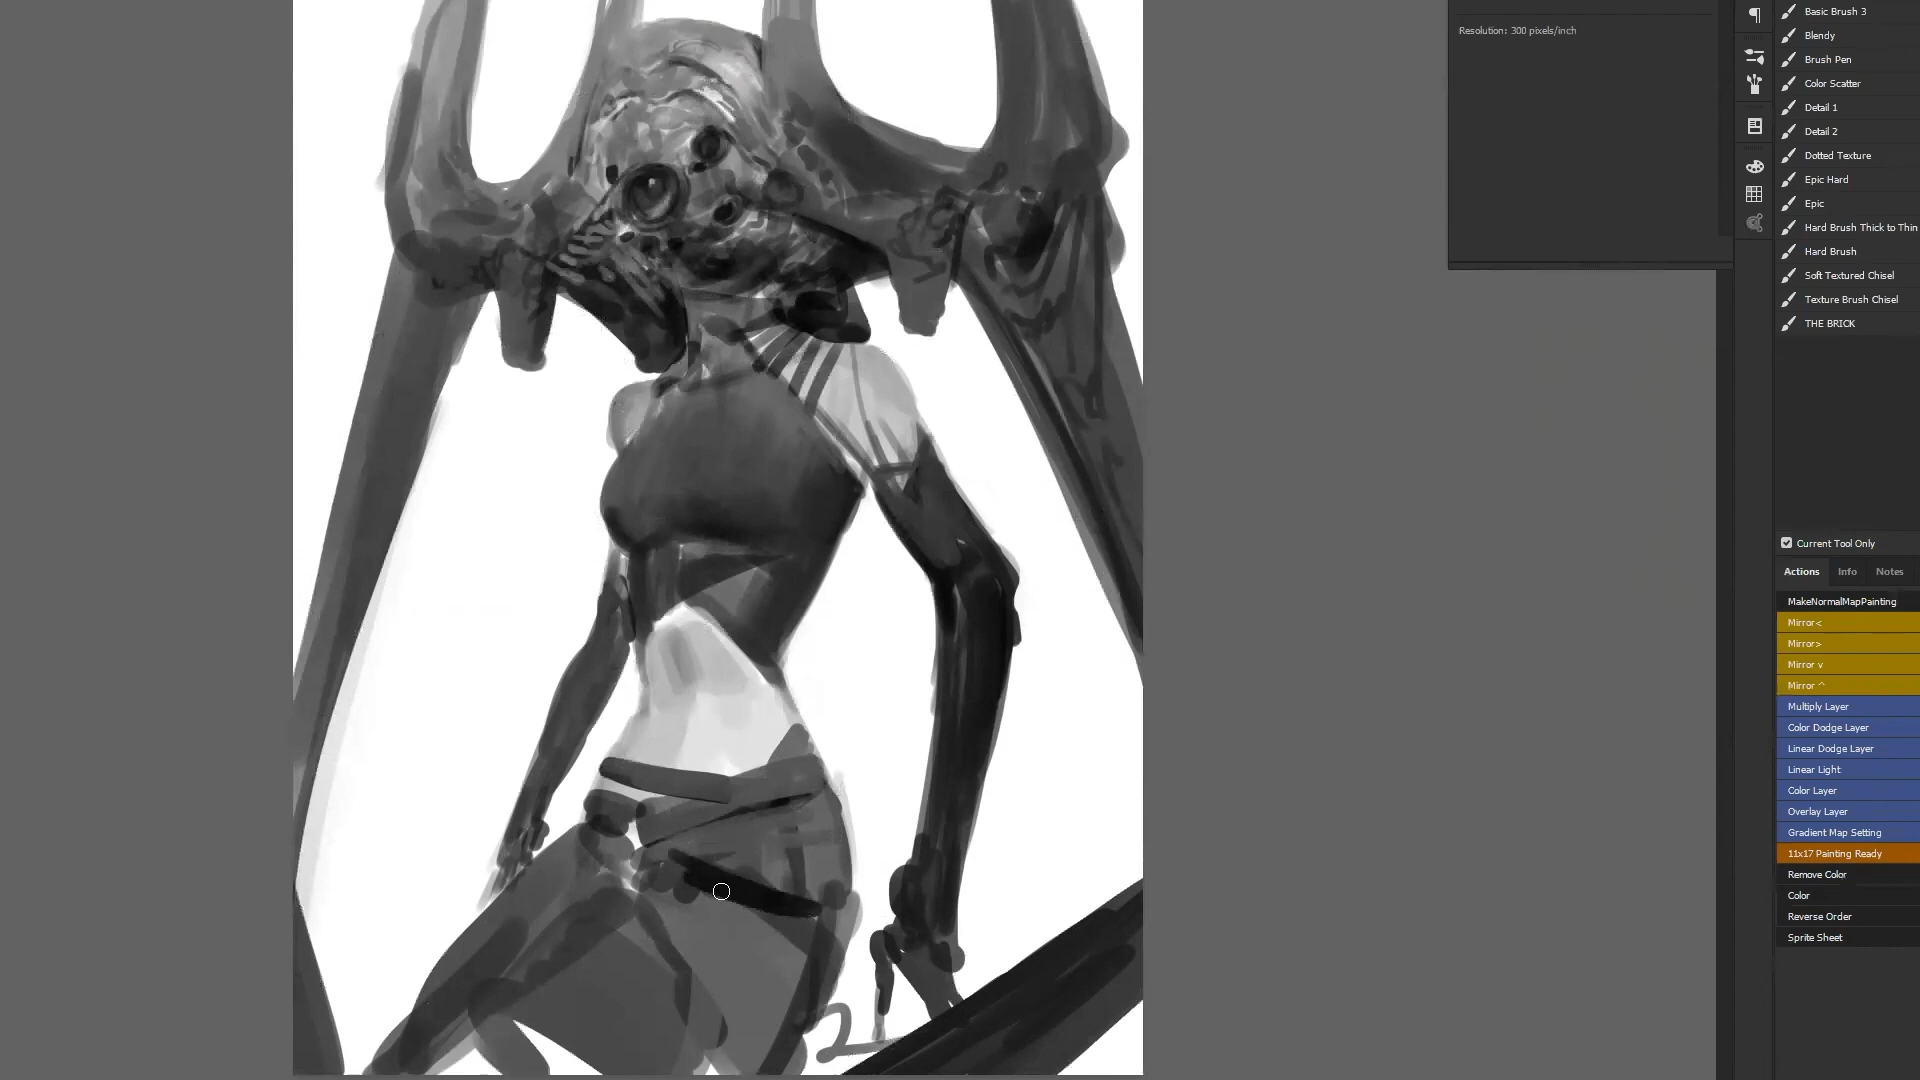 Resolution: 300 pixels/inch
Basic Brush 3
Blendy
Brush Pen
Color Scatter
Detail 1
Detail 2
Dotted Texture
Epic Hard
Epic
Hard Brush Thick to Thin
Hard Brush
Soft Textured Chisel
Texture Brush Chisel
THE BRICK
Current Tool Only
Actions Info Notes
MakeNormalMapPainting
Mirror<
Mirror>
Mirror v
Mirror ^
Multiply Layer
Color Dodge Layer
Linear Dodge Layer
Linear Light
Color Layer
Overlay Layer
Gradient Map Setting
11x17 Painting Ready
Remove Color
Color
Reverse Order
Sprite Sheet
2